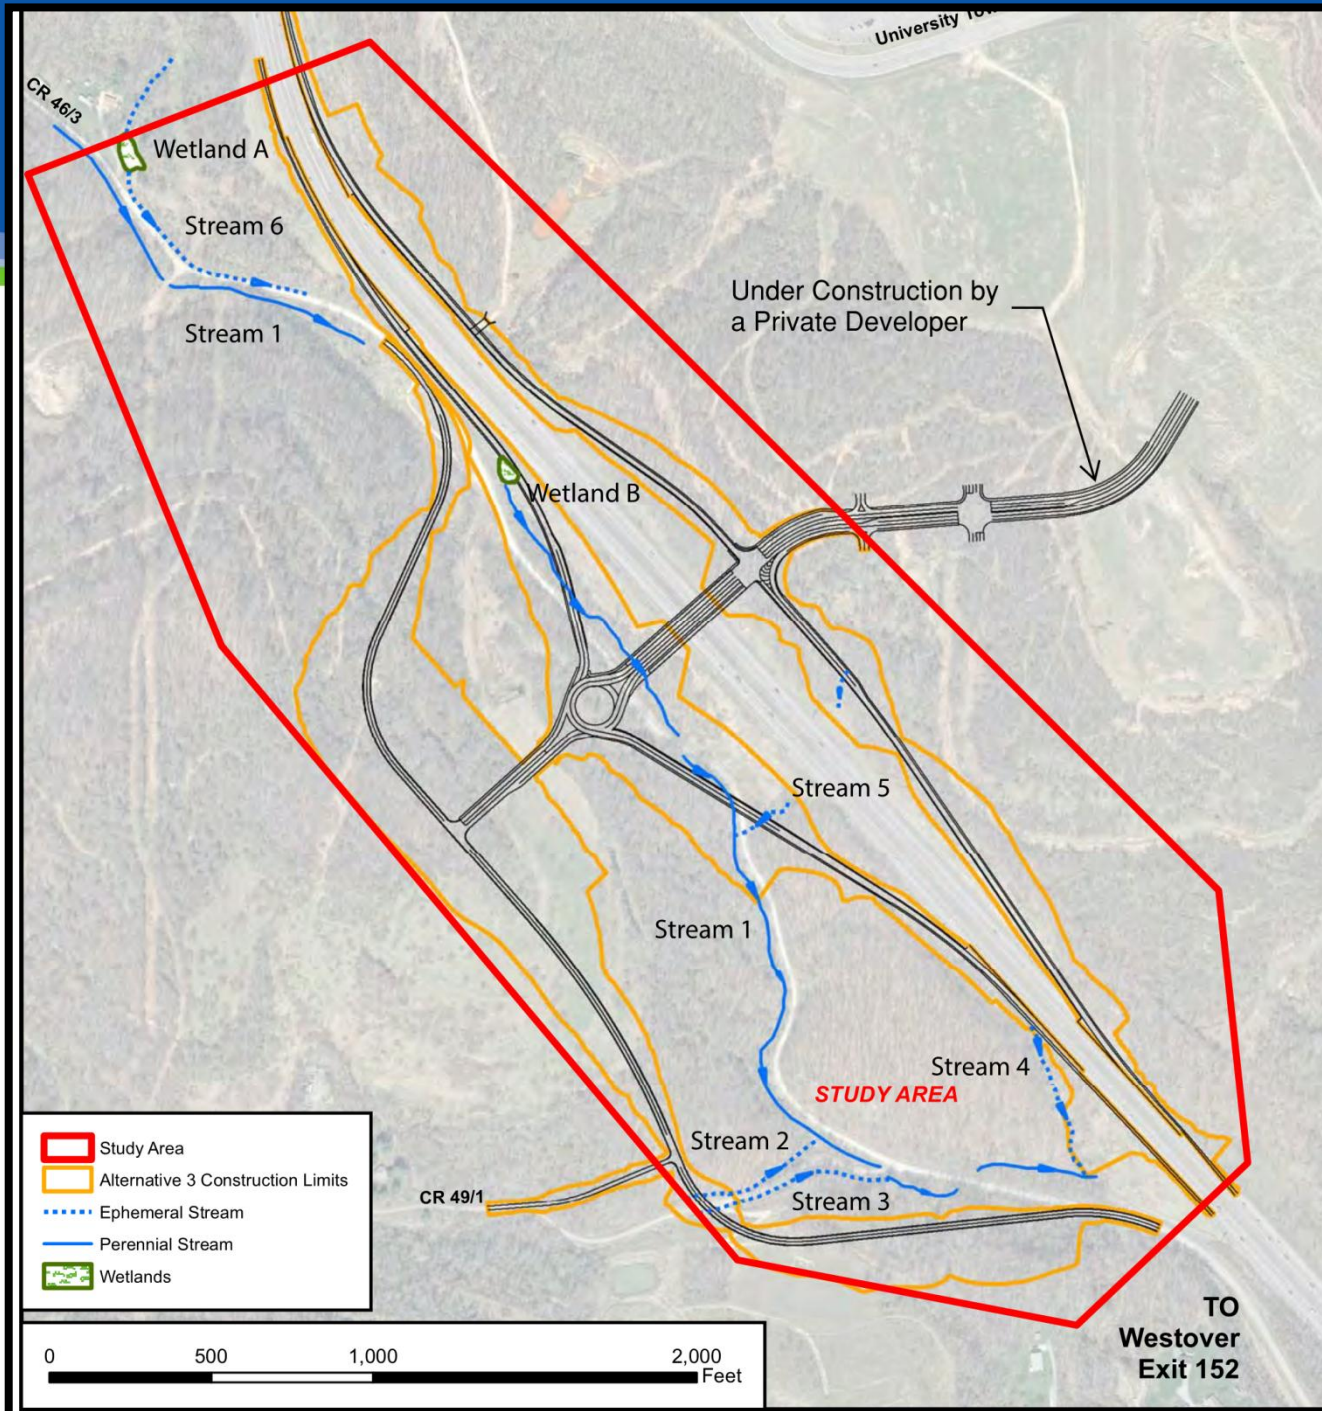 University Tow
CR 46/3
Wetland A
Stream 6
Stream 1
Under Construction by
a Private Developer
Wetland B
Stream 5
Stream 1
Stream 4
STUDY AREA
Stream 2
Stream 3
CR 49/1
Study Area
Alternative 3 Construction Limits
Ephemeral Stream
Perennial Stream
Wetlands
TO
Westover
Exit 152
0 500 1,000 2,000
Feet